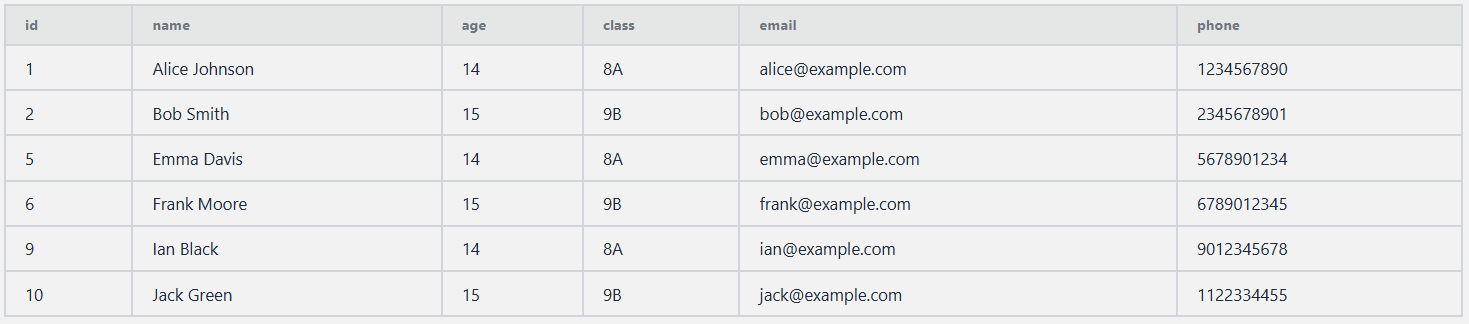 id name age class email phone
1 Alice Johnson 14 8A alice@example.com 1234567890
2 Bob Smith 15 9B bob@example.com 2345678901
5 Emma Davis 14 8A emma@example.com 5678901234
6 Frank Moore 15 9B frank@example.com 6789012345
9 Ian Black 14 8A ian@example.com 9012345678
10 Jack Green 15 9B jack@example.com 1122334455